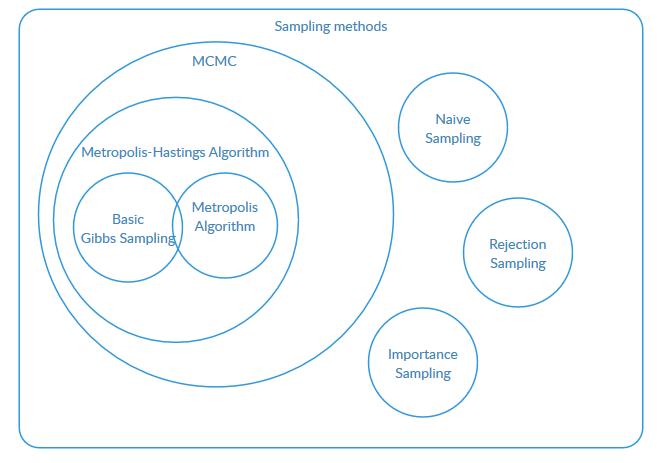 Sampling methods
MCMC
Metropolis-Hastings Algorithm
Basic
Gibbs Sampling
Metropolis
Algorithm
Naive
Sampling
Rejection
Sampling
Importance
Sampling